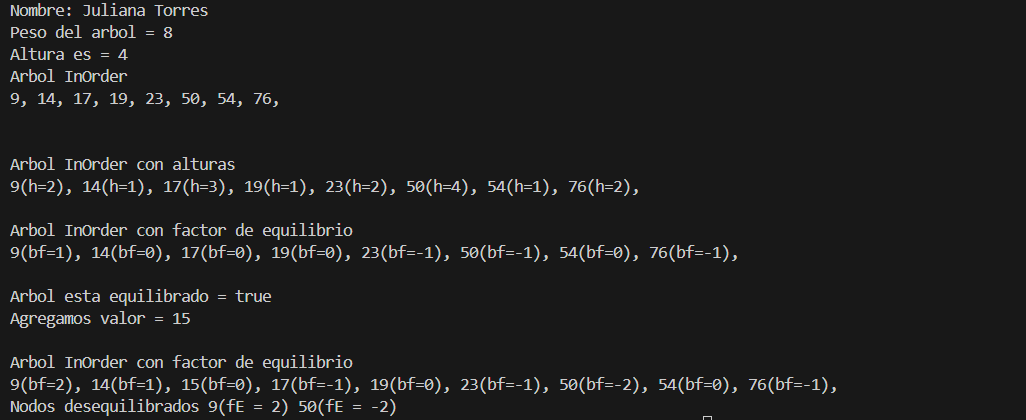 Nombre: Juliana Torres
Peso del arbol = 8
Altura es = 4
Arbol InOrder
9, 14, 17, 19, 23, 50, 54, 76,
Arbol InOrder con alturas
9(h=2), 14(h=1), 17(h=3), 19(h=1), 23(h=2), 50(h=4), 54(h=1), 76(h=2),
Arbol InOrder con factor de equilibrio
9(bf=1), 14(bf=0), 17(bf=0), 19(bf=0), 23(bf=-1), 50(bf=-1), 54(bf=0), 76(bf=-1),
Arbol esta equilibrado = true
Agregamos valor = 15
Arbol InOrder con factor de equilibrio
9(bf=2), 14(bf=1), 15(bf=0), 17(bf=-1), 19(bf=0), 23(bf=-1), 50(bf=-2), 54(bf=0), 76(bf=-1),
Nodos desequilibrados 9(fE = 2) 50(fE = -2)